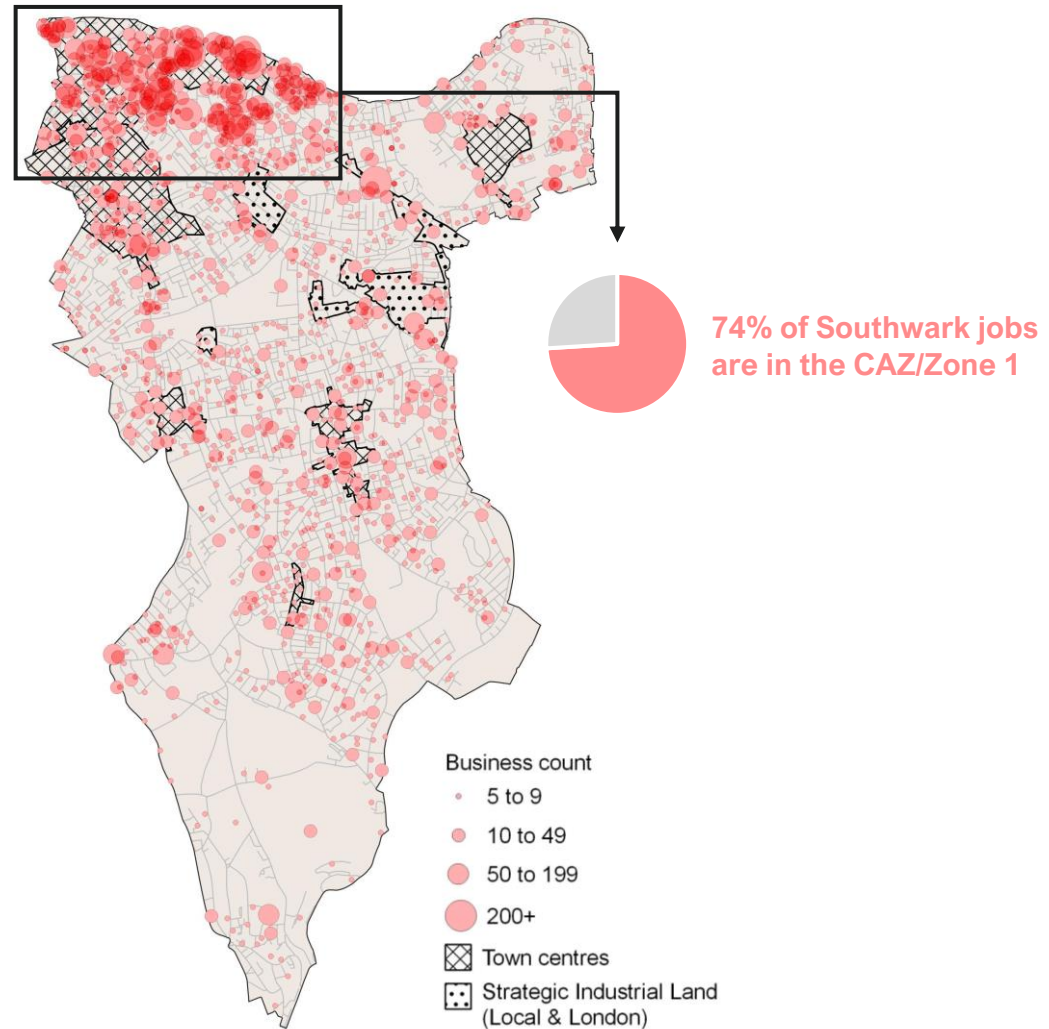 74% of Southwark jobs
are in the CAZ/Zone 1
Business count
5 to 9
10 to 49
50 to 199
200+
Town centres
Strategic Industrial Land
(Local & London)